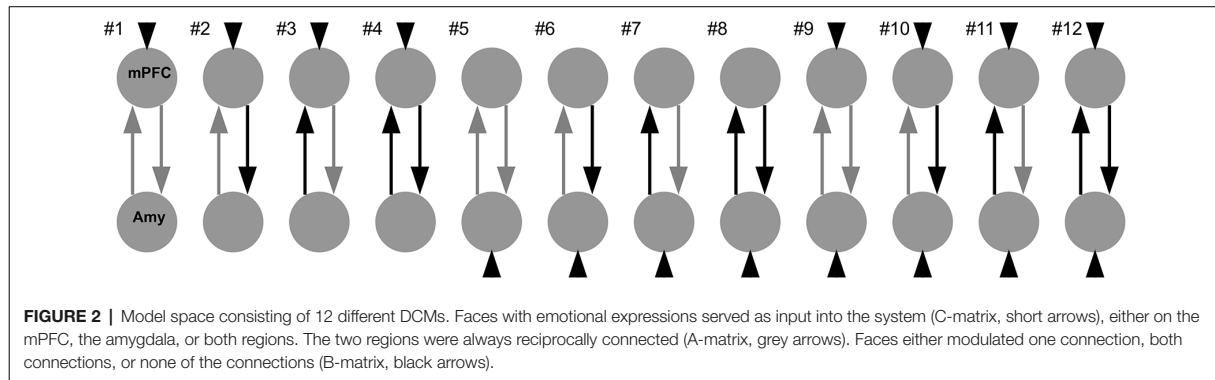 #1 #2 #3 #4 #5 #6 #7 #8 #9 #10 #11 #12
mPFC
Amy
FIGURE 2 | Model space consisting of 12 different DCMs. Faces with emotional expressions served as input into the system (C-matrix, short arrows), either on the
mPFC, the amygdala, or both regions. The two regions were always reciprocally connected (A-matrix, grey arrows). Faces either modulated one connection, both
connections, or none of the connections (B-matrix, black arrows).